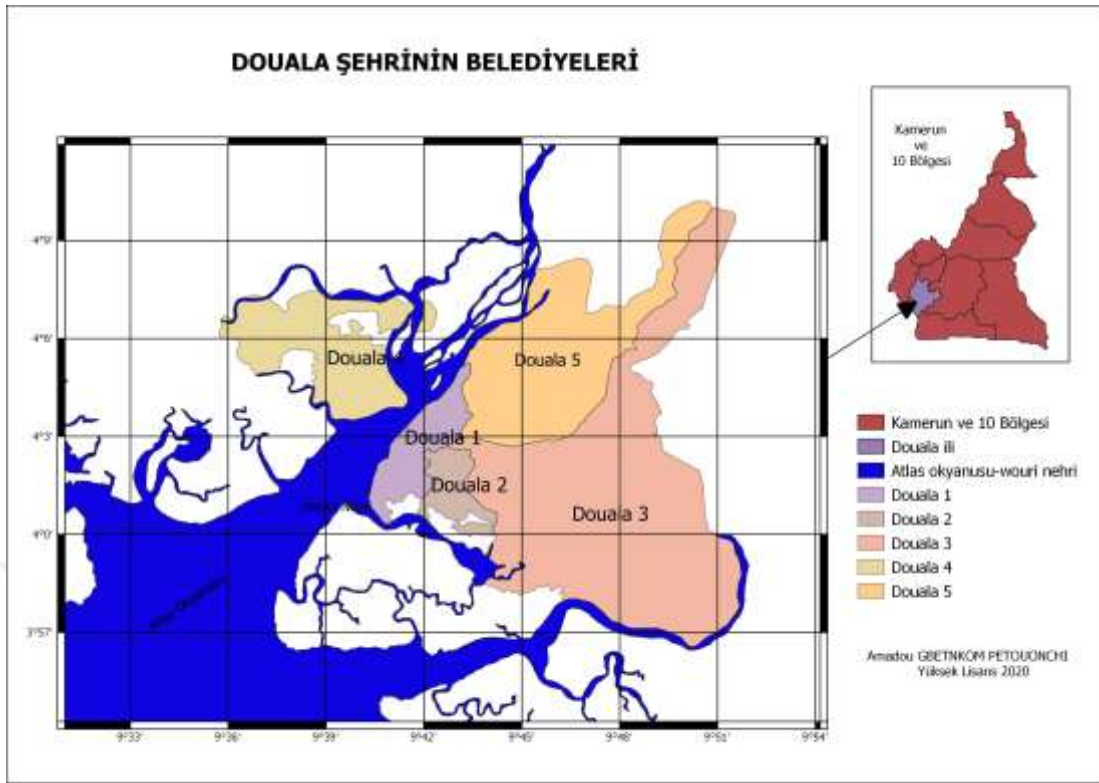 DOUALA ŞEHRİNİN BELEDİYELERİ
Kamerun
ve
10 Bölgesi
4°9'
4°6'
4°3'
4°0'
3°57'
Douala
Douala 5
Douala 1
Douala 2
Douala 3
9°33'
9°36'
9°39'
9°42'
9°45'
9°48'
9°51'
9°54'
Kamerun ve 10 Bölgesi
Douala ili
Atlas okyanusu-wouri nehri
Douala 1
Douala 2
Douala 3
Douala 4
Douala 5
Amadou GBETNKOM PETOUONCHI
Yüksek Lisans 2020